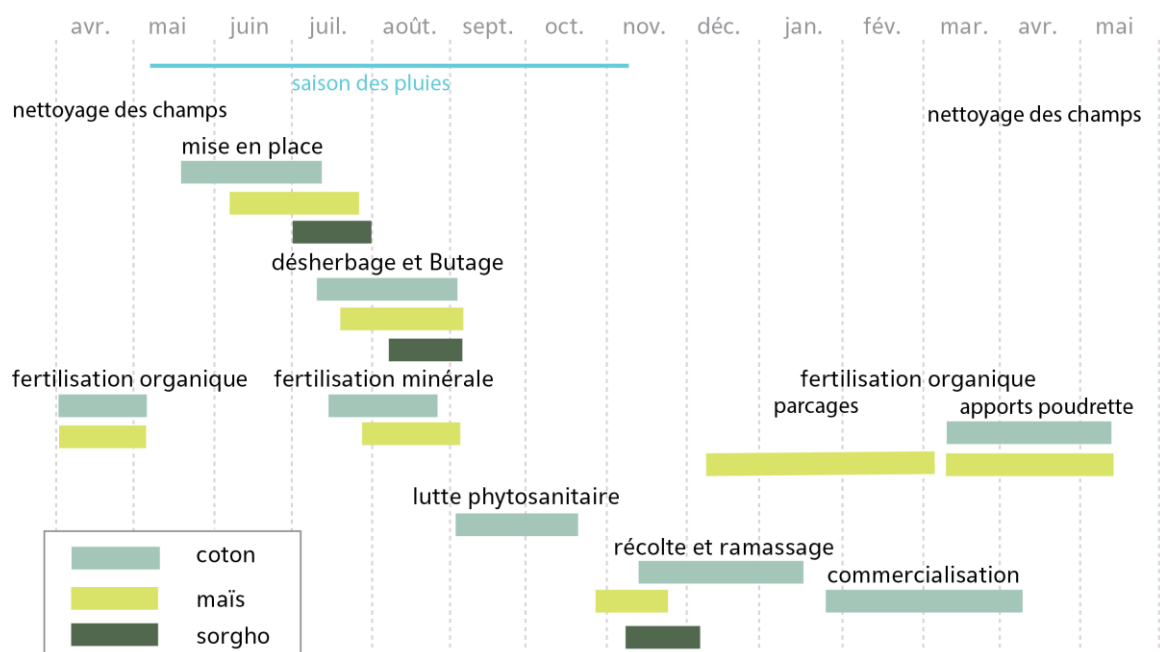 avr. mai juin juil. août. sept. oct. nov. déc. jan. fév. mar. avr. mai
saison des pluies
nettoyage des champs nettoyage des champs
mise en place
désherbage et Butage
fertilisation organique fertilisation minérale fertilisation organique
parcages apports poudrette
lutte phytosanitaire
récolte et ramassage
coton
commercialisation
maïs
sorgho